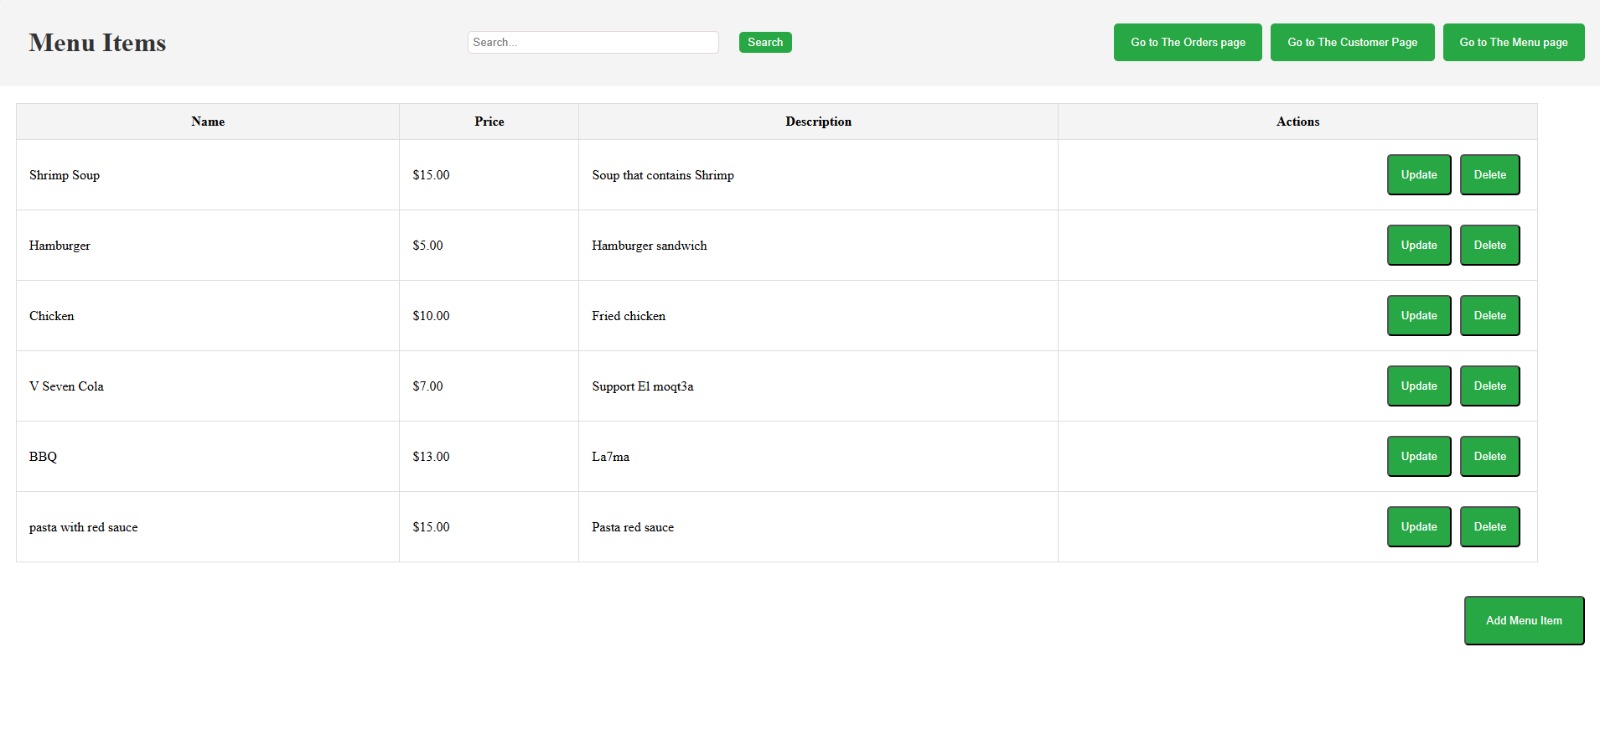 Menu Items
Search...
Search
Go to The Orders page
Go to The Customer Page
Go to The Menu page
Name Price Description Actions
Shrimp Soup $15.00 Soup that contains Shrimp Update Delete
Hamburger $5.00 Hamburger sandwich Update Delete
Chicken $10.00 Fried chicken Update Delete
V Seven Cola $7.00 Support El moqt3a Update Delete
BBQ $13.00 La7ma Update Delete
pasta with red sauce $15.00 Pasta red sauce Update Delete
Add Menu Item